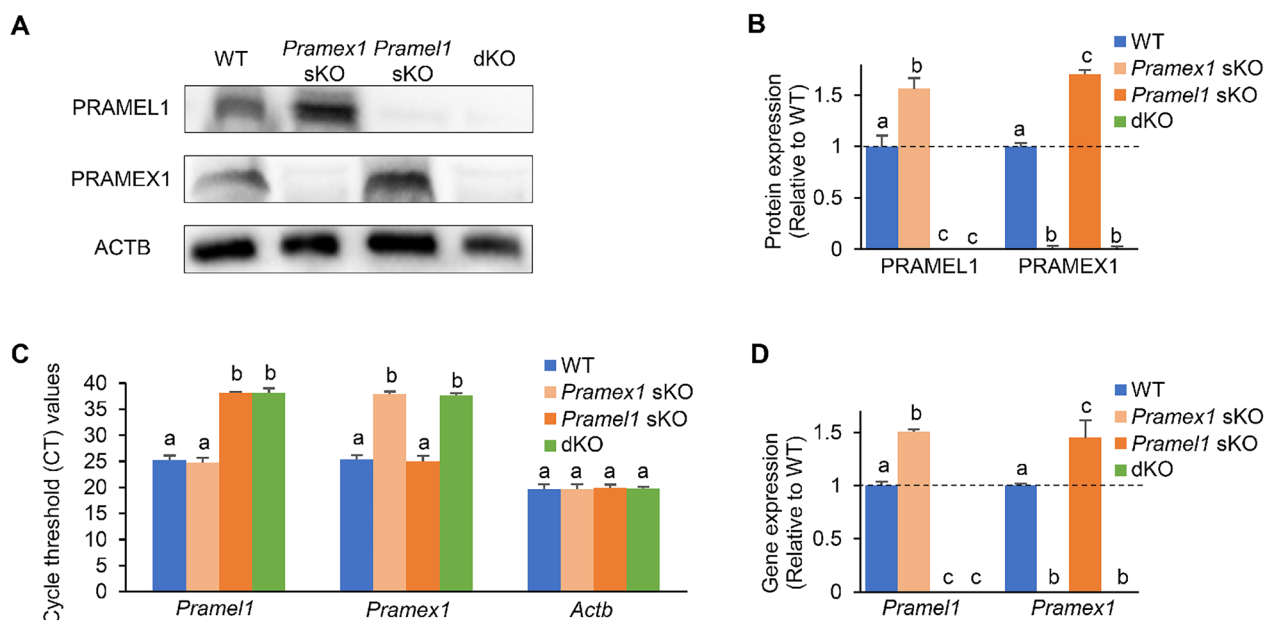 A
WT
Pramex1
sKO
Pramel1
sKO
dKO
PRAMEL1
PRAMEX1
ACTB
B
Protein expression
(Relative to WT)
1.5
1
0.5
0
a
b
c
c
a
b
c
b
PRAMEL1
PRAMEX1
WT
Pramex1 sKO
Pramel1 sKO
dKO
C
Cycle threshold (CT) values
40
35
30
25
20
15
10
5
0
a
a
b
b
a
b
a
b
a
a
a
a
Pramel1
Pramex1
Actb
WT
Pramex1 sKO
Pramel1 sKO
dKO
D
Gene expression
(Relative to WT)
1.5
1
0.5
0
a
b
c
c
a
b
c
b
Pramel1
Pramex1
WT
Pramex1 sKO
Pramel1 sKO
dKO